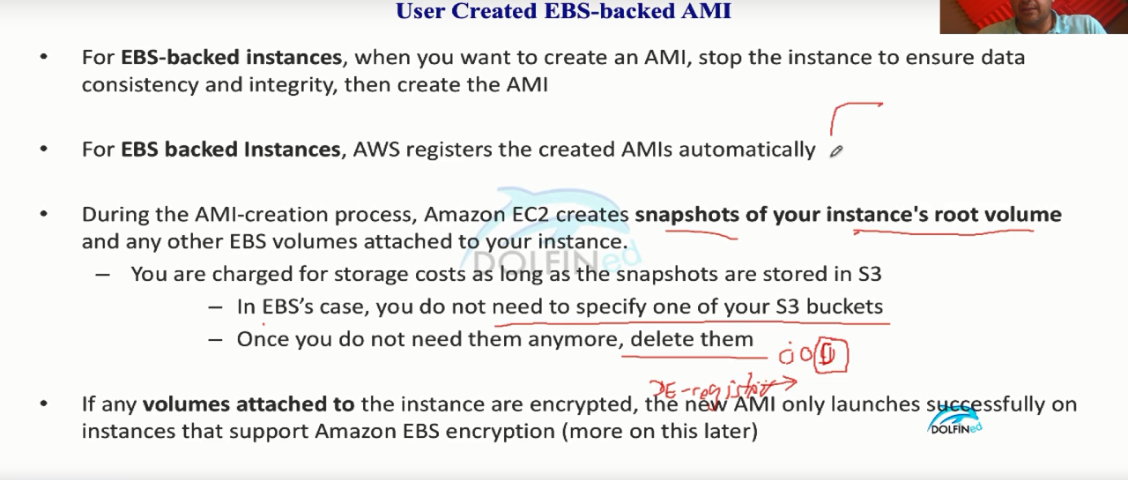 User Created EBS-backed AMI
• For EBS-backed instances, when you want to create an AMI, stop the instance to ensure data
consistency and integrity, then create the AMI
• For EBS backed Instances, AWS registers the created AMIs automatically
• During the AMI-creation process, Amazon EC2 creates snapshots of your instance's root volume
and any other EBS volumes attached to your instance.
– You are charged for storage costs as long as the snapshots are stored in S3
– In EBS’s case, you do not need to specify one of your S3 buckets
– Once you do not need them anymore, delete them
DE-register
• If any volumes attached to the instance are encrypted, the new AMI only launches successfully on
instances that support Amazon EBS encryption (more on this later)
DOLFINed
DOLFINed